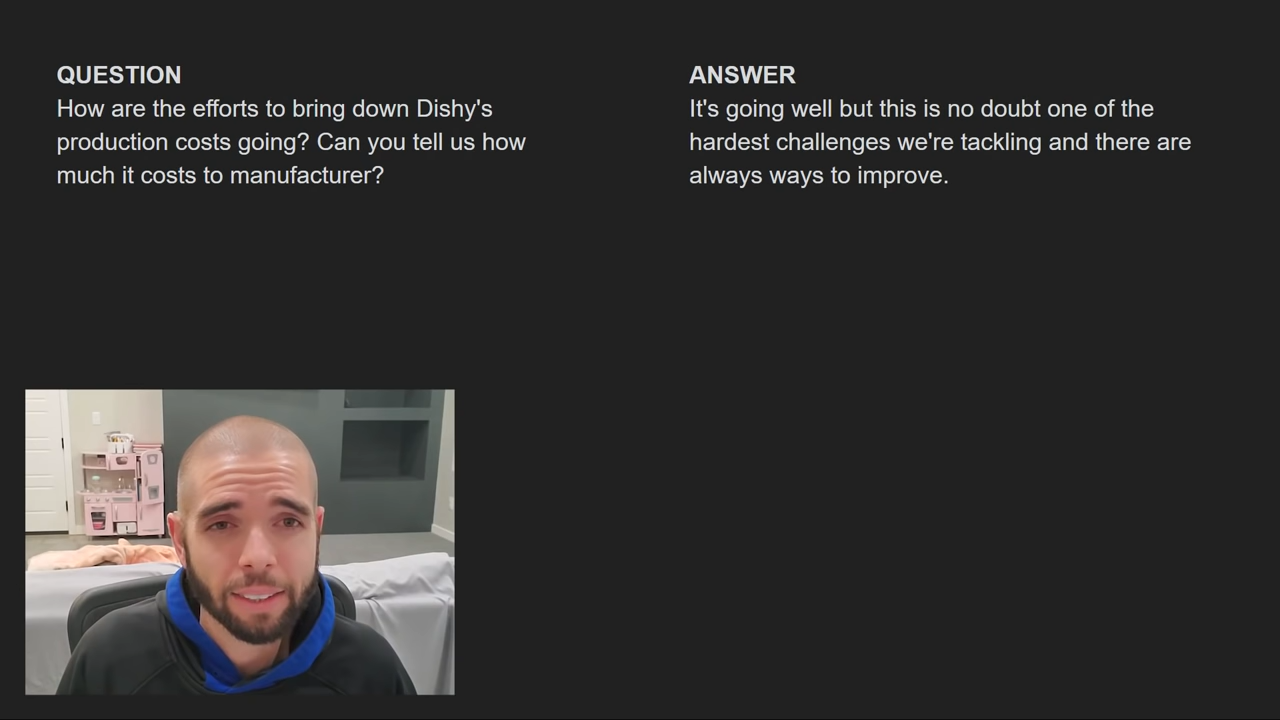 QUESTION
How are the efforts to bring down Dishy's
production costs going? Can you tell us how
much it costs to manufacturer?
ANSWER
It's going well but this is no doubt one of the
hardest challenges we're tackling and there are
always ways to improve.